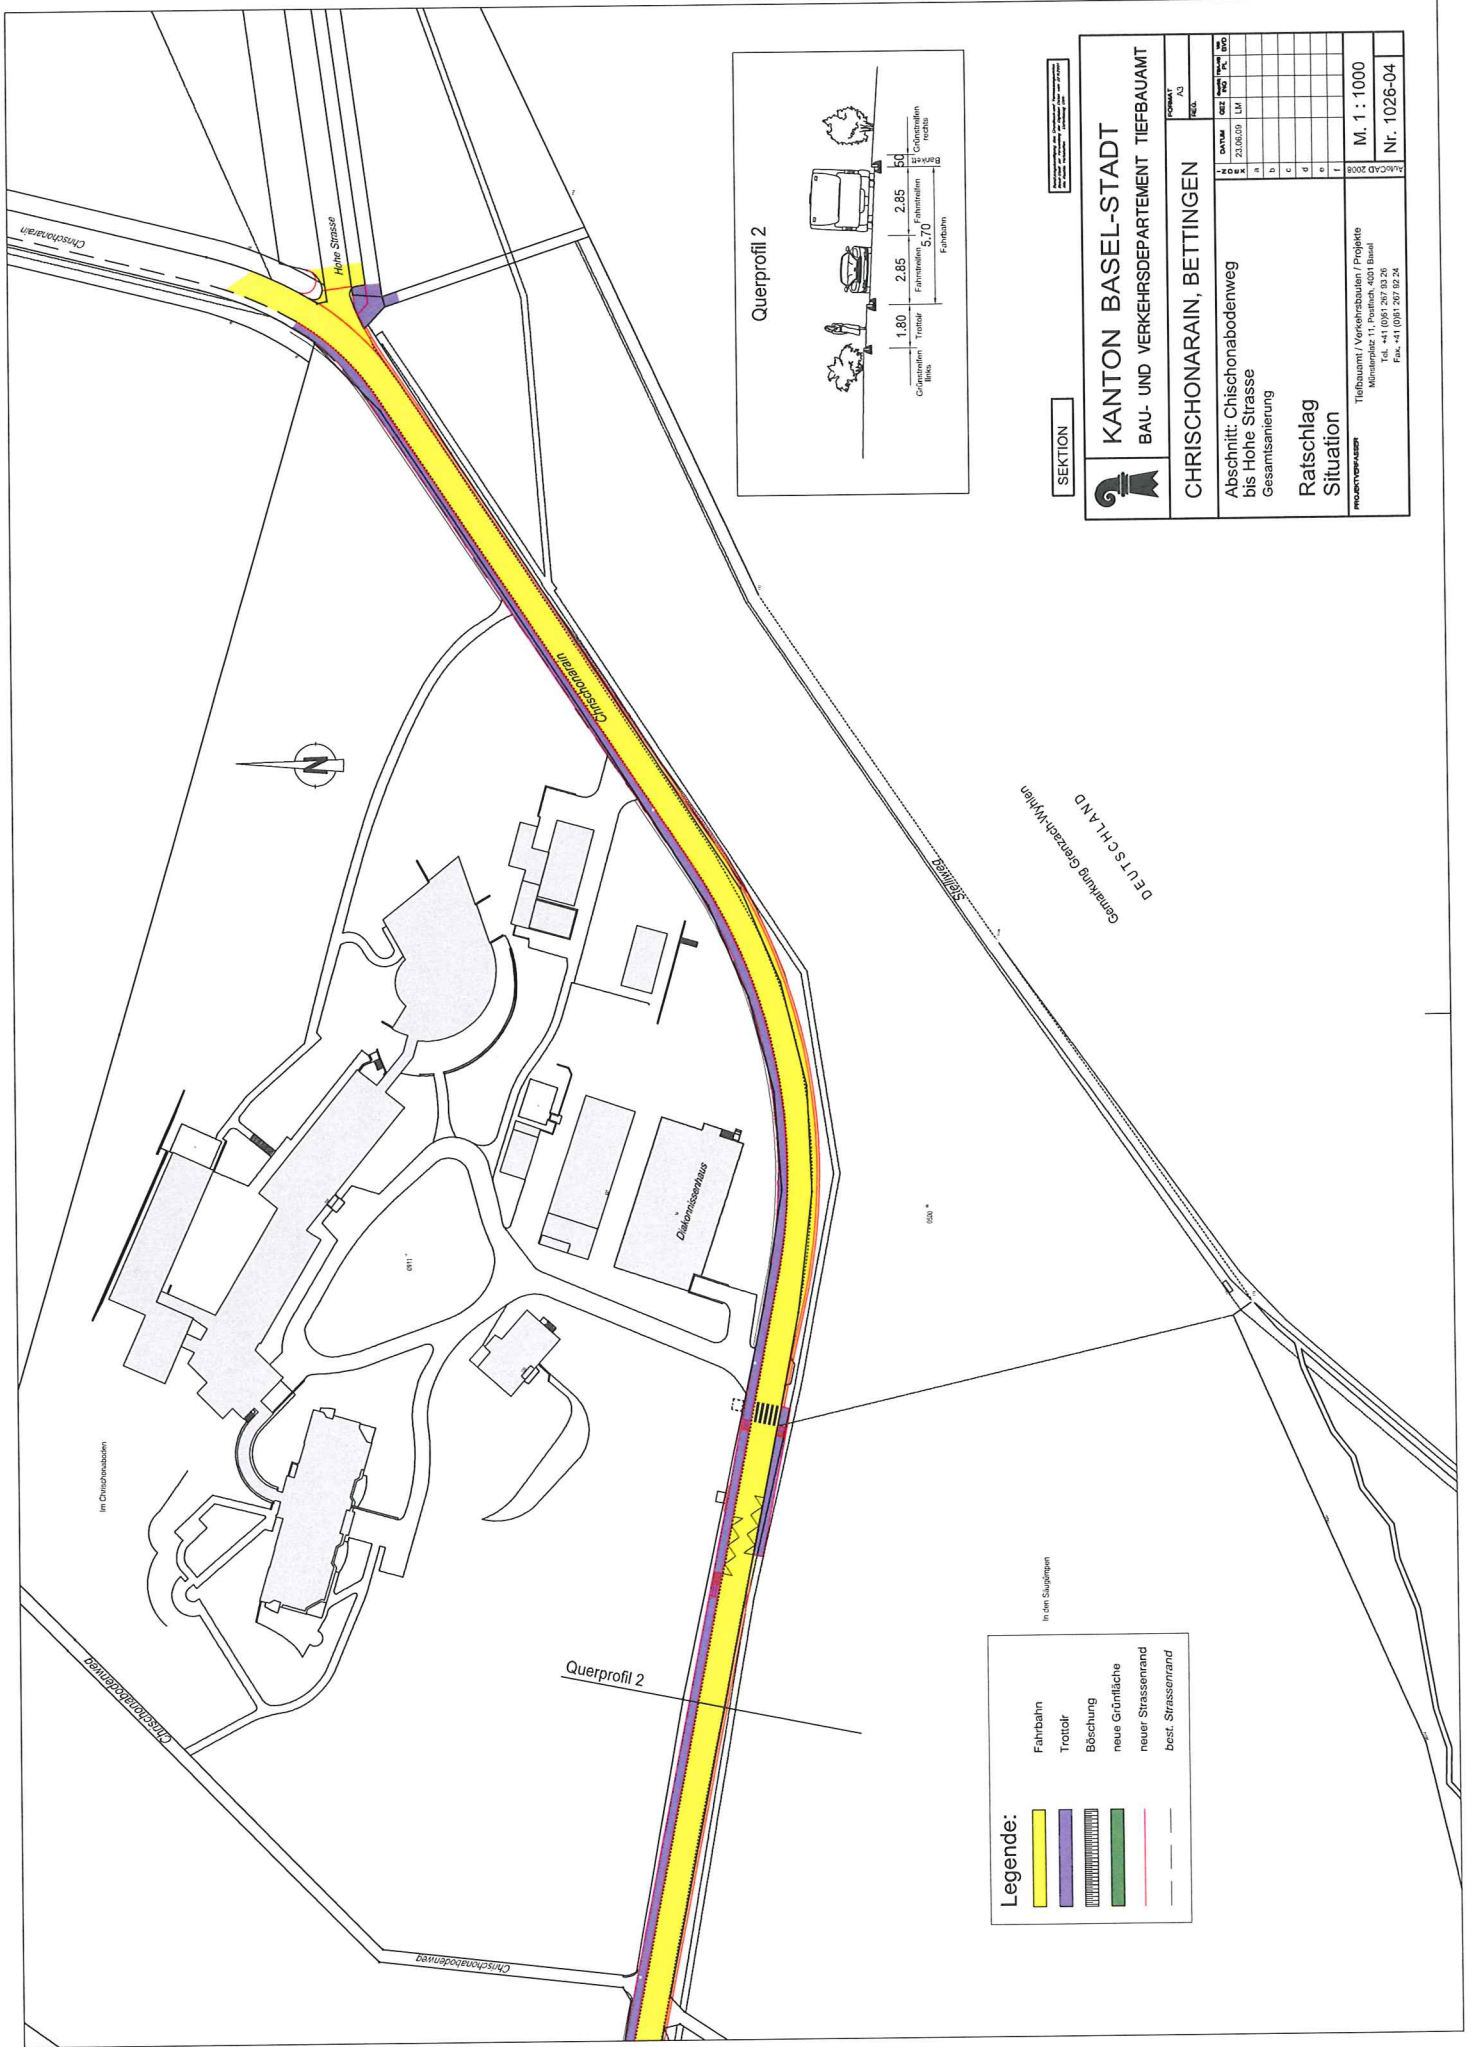 Chrischonarain
Hohe Strasse
Chrischonarain
N
Im Chrischonaboden
Diakonnissenhaus
Chrischonabodenweg
Chrischonabodenweg
Querprofil 2
Stellweg
Gemarkung Grenzach-Wyhlen
DEUTSCHLAND
Legende:
Fahrbahn
Trottoir
Böschung
neue Grünfläche
neuer Strassenrand
best. Strassenrand
Querprofil 2
1.80 2.85 2.85 50
Grünstreifen links
Trottoir
Fahrstreifen
Fahrstreifen
Bankett
Grünstreifen rechts
5.70
Fahrbahn
SEKTION
KANTON BASEL-STADT
BAU- UND VERKEHRSDEPARTEMENT TIEFBAUAMT
CHRISCHONARAIN, BETTINGEN
FORMAT
A3
REG.
Abschnitt: Chischonabodenweg
bis Hohe Strasse
Gesamtsanierung
Ratschlag
Situation
INDEX DATUM GEZ
23.06.09 LM
a
b
c
d
e
f
PROJEKTVERFASSER
Tiefbauamt / Verkehrsbauten / Projekte
Münsterplatz 11, Postfach, 4001 Basel
Tel. +41 (0)61 267 93 26
Fax. +41 (0)61 267 92 24
AutoCAD 2008
M. 1 : 1000
Nr. 1026-04